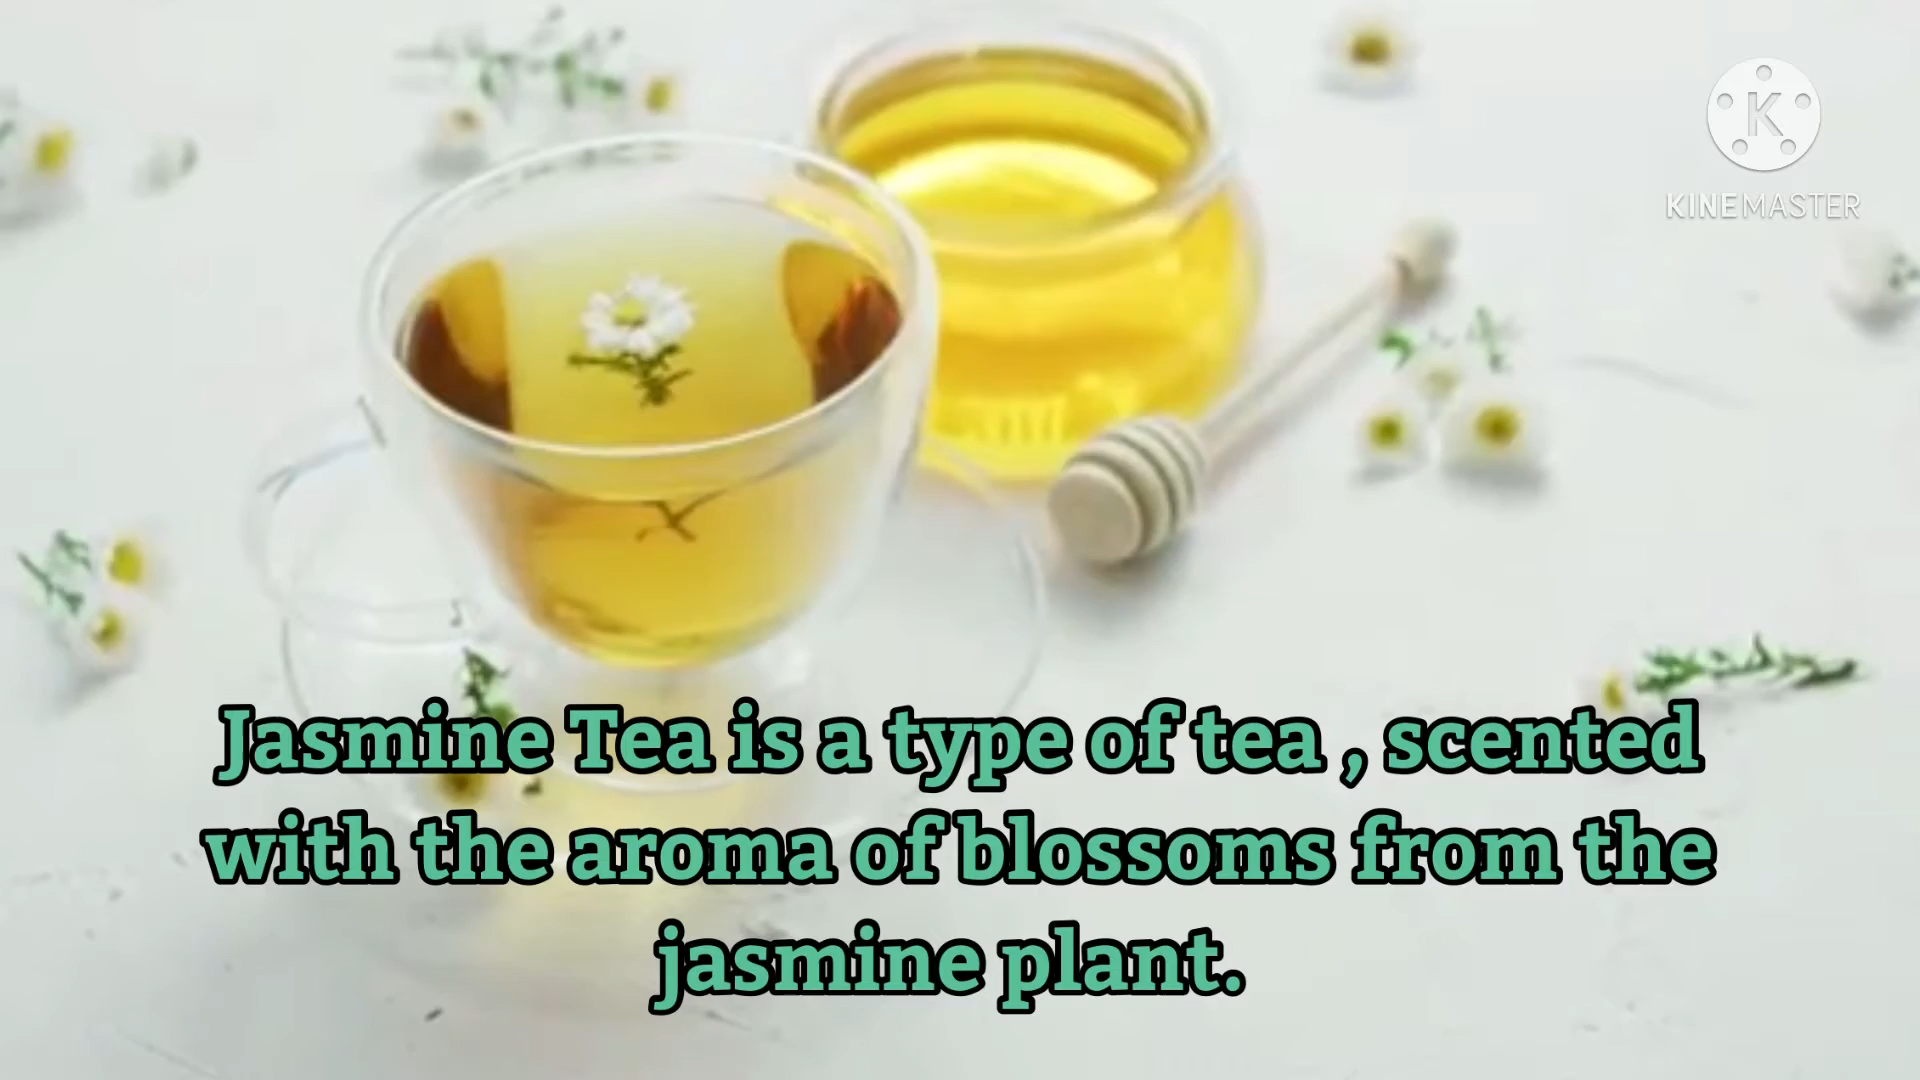 K
KINEMASTER
Jasmine Tea is a type of tea , scented
with the aroma of blossoms from the
jasmine plant.